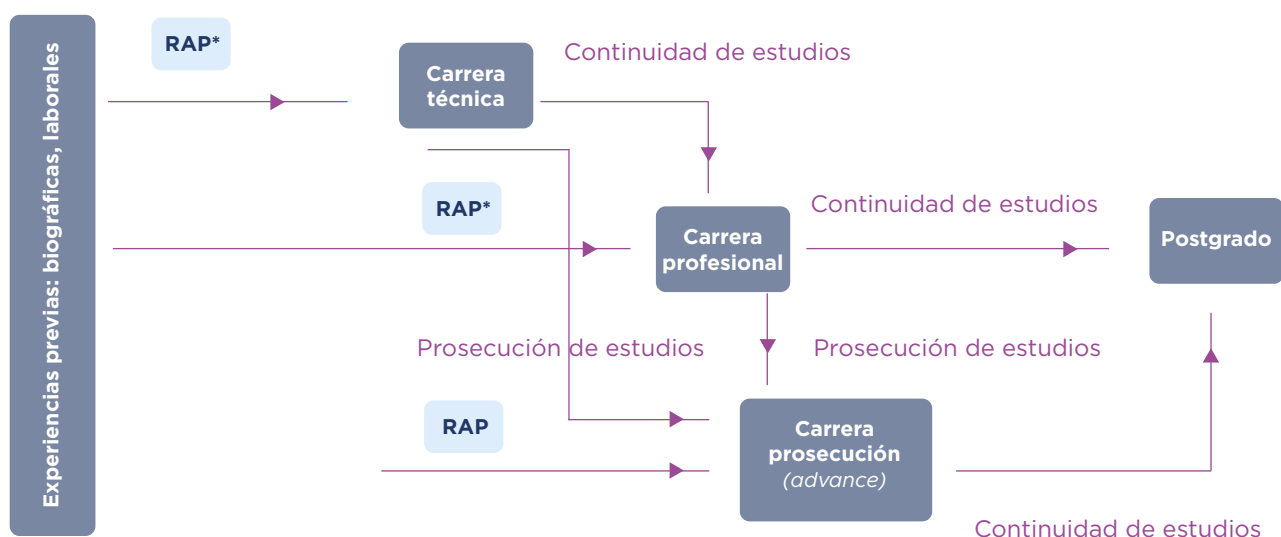 Experiencias previas: biográficas, laborales
RAP*
Continuidad de estudios
Carrera
técnica
RAP*
Continuidad de estudios
Carrera
profesional
Postgrado
Prosecución de estudios
Prosecución de estudios
RAP
Carrera
prosecución
(advance)
Continuidad de estudios